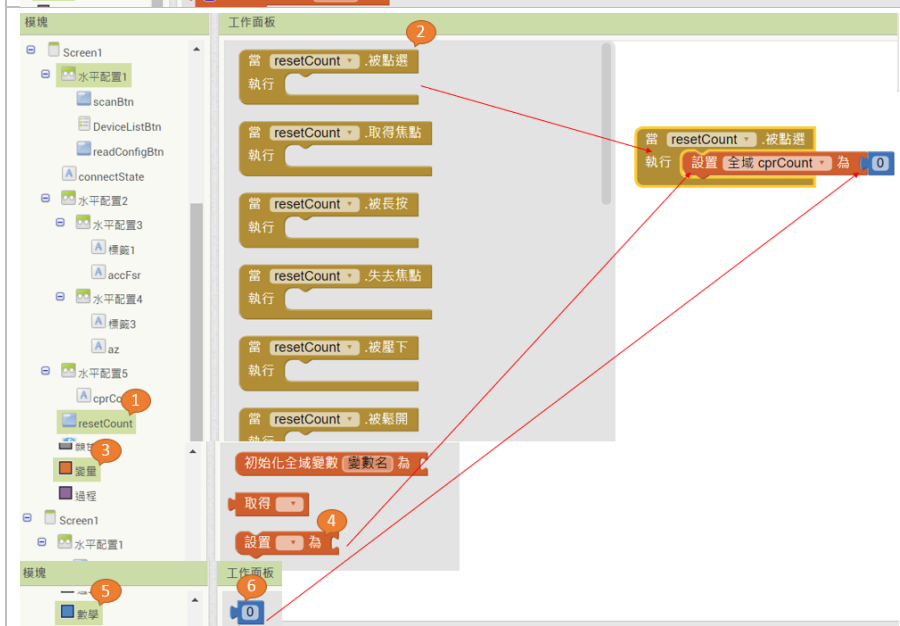 模塊
工作面板
Screen1
水平配置1
scanBtn
DeviceListBtn
readConfigBtn
connectState
水平配置2
水平配置3
標籤1
accFsr
水平配置4
標籤3
az
水平配置5
1
resetCount
3
變量
過程
Screen1
水平配置1
2
當 resetCount .被點選
執行
當 resetCount .取得焦點
執行
當 resetCount .被長按
執行
當 resetCount .失去焦點
執行
當 resetCount .被壓下
執行
當 resetCount .被鬆開
執行
當 resetCount .被點選
執行 設置 全域 cprCount 為 0
初始化全域變數 變數名 為
取得
4
設置 為
模塊
工作面板
5
數學
6
0